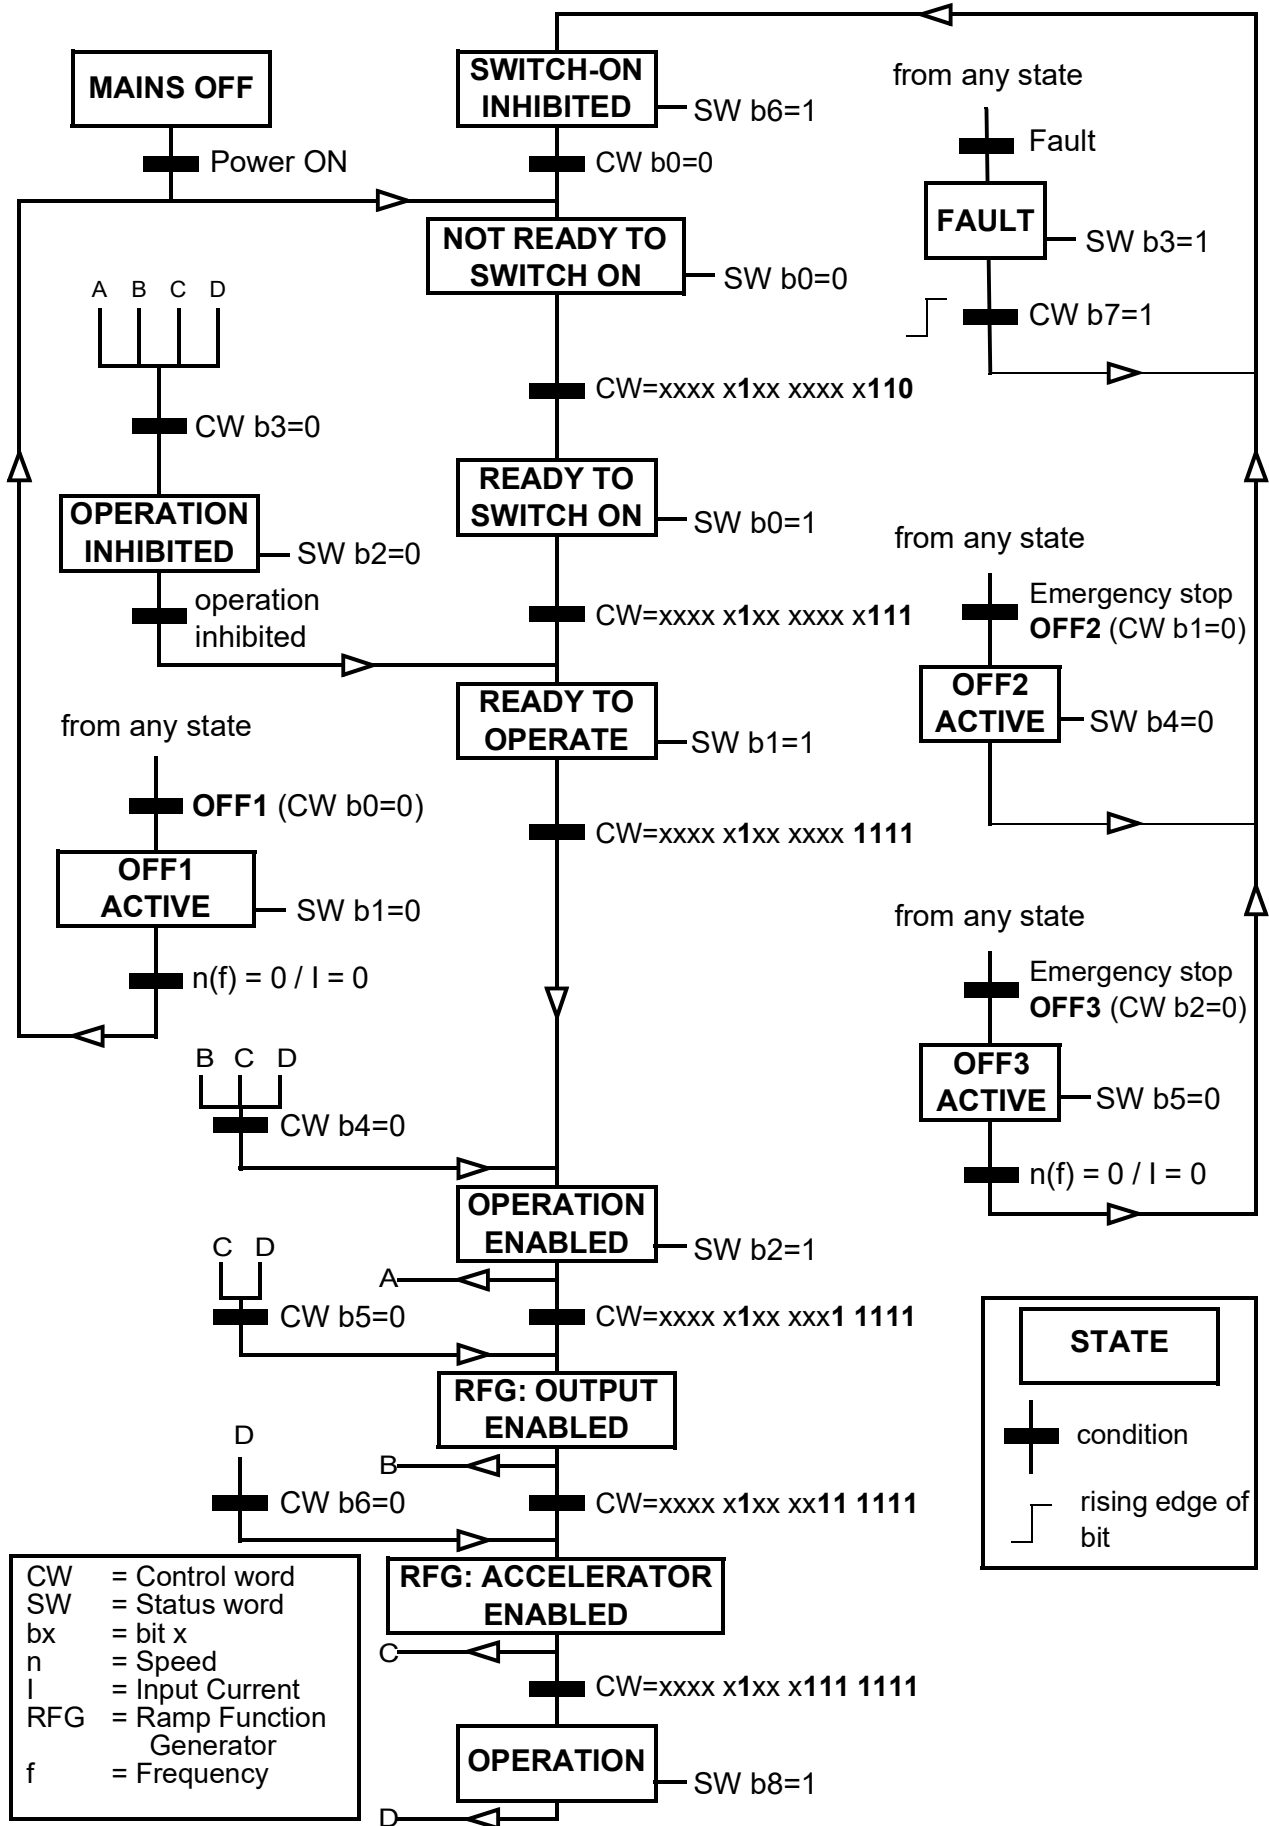 MAINS OFF
Power ON
SWITCH-ON
INHIBITED
SW b6=1
CW b0=0
NOT READY TO
SWITCH ON
SW b0=0
CW=xxxx x1xx xxxx x110
READY TO
SWITCH ON
SW b0=1
CW=xxxx x1xx xxxx x111
READY TO
OPERATE
SW b1=1
CW=xxxx x1xx xxxx 1111
A B C D
CW b3=0
OPERATION
INHIBITED
SW b2=0
operation
inhibited
from any state
OFF1 (CW b0=0)
OFF1
ACTIVE
SW b1=0
n(f) = 0 / I = 0
B C D
CW b4=0
OPERATION
ENABLED
SW b2=1
A
C D
CW b5=0
CW=xxxx x1xx xxx1 1111
RFG: OUTPUT
ENABLED
B
D
CW b6=0
CW=xxxx x1xx xx11 1111
RFG: ACCELERATOR
ENABLED
C
CW=xxxx x1xx x111 1111
OPERATION
SW b8=1
D
from any state
Fault
FAULT
SW b3=1
CW b7=1
from any state
Emergency stop
OFF2 (CW b1=0)
OFF2
ACTIVE
SW b4=0
from any state
Emergency stop
OFF3 (CW b2=0)
OFF3
ACTIVE
SW b5=0
n(f) = 0 / I = 0
STATE
condition
rising edge of
bit
CW = Control word
SW = Status word
bx = bit x
n = Speed
I = Input Current
RFG = Ramp Function
Generator
f = Frequency